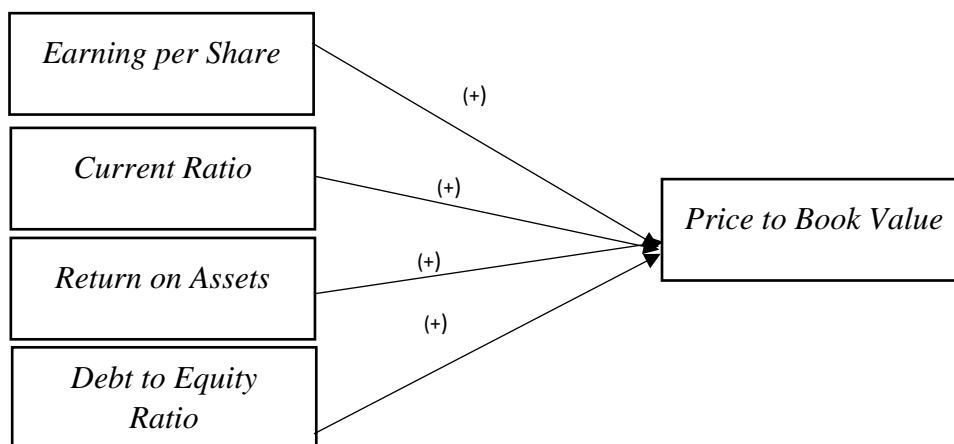 Earning per Share
(+)
Current Ratio
(+)
Price to Book Value
Return on Assets
(+)
(+)
Debt to Equity
Ratio